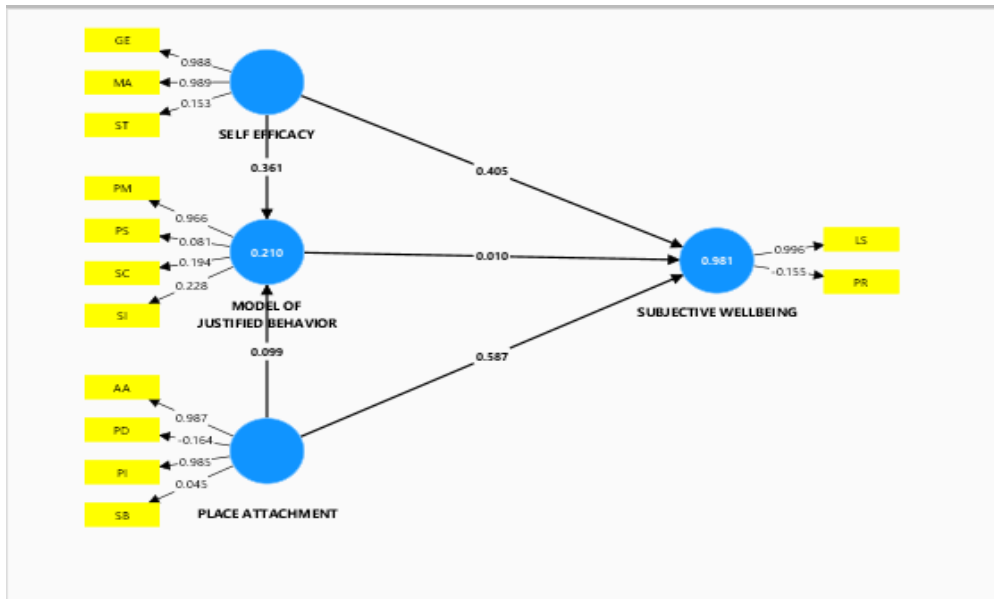 GE
0.988
MA
0.989
0.153
ST
SELF EFFICACY
0.361
0.405
PM
0.966
PS
0.081
SC
0.194
0.228
SI
0.210
MODEL OF
JUSTIFIED BEHAVIOR
0.010
0.981
0.996
LS
-0.155
PR
SUBJECTIVE WELLBEING
0.099
0.587
AA
0.987
PD
-0.164
PI
0.985
0.045
SB
PLACE ATTACHMENT